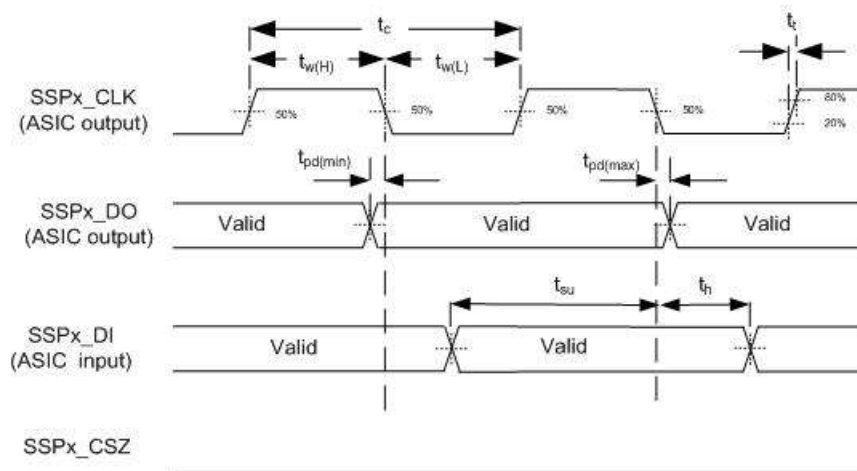 t_c
t_t
t_w(H)
t_w(L)
SSPx_CLK
(ASIC output)
50%
50%
50%
50%
80%
20%
t_pd(min)
t_pd(max)
SSPx_DO
(ASIC output)
Valid
Valid
Valid
t_su
t_h
SSPx_DI
(ASIC input)
Valid
Valid
SSPx_CSZ